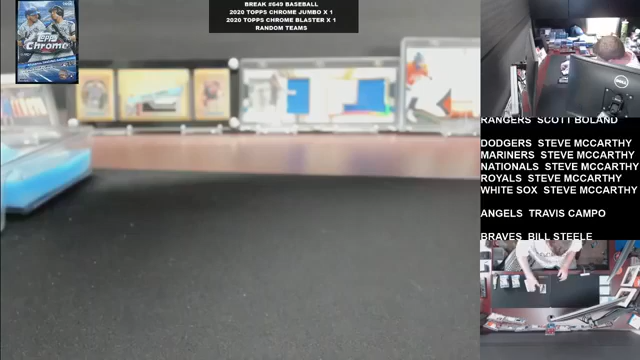 BREAK #649 BASEBALL
2020 TOPPS CHROME JUMBO X 1
2020 TOPPS CHROME BLASTER X 1
RANDOM TEAMS
TOPPS
Chrome
RANGERS SCOTT BOLAND
DODGERS STEVE MCCARTHY
MARINERS STEVE MCCARTHY
NATIONALS STEVE MCCARTHY
ROYALS STEVE MCCARTHY
WHITE SOX STEVE MCCARTHY
ANGELS TRAVIS CAMPO
BRAVES BILL STEELE
DELL